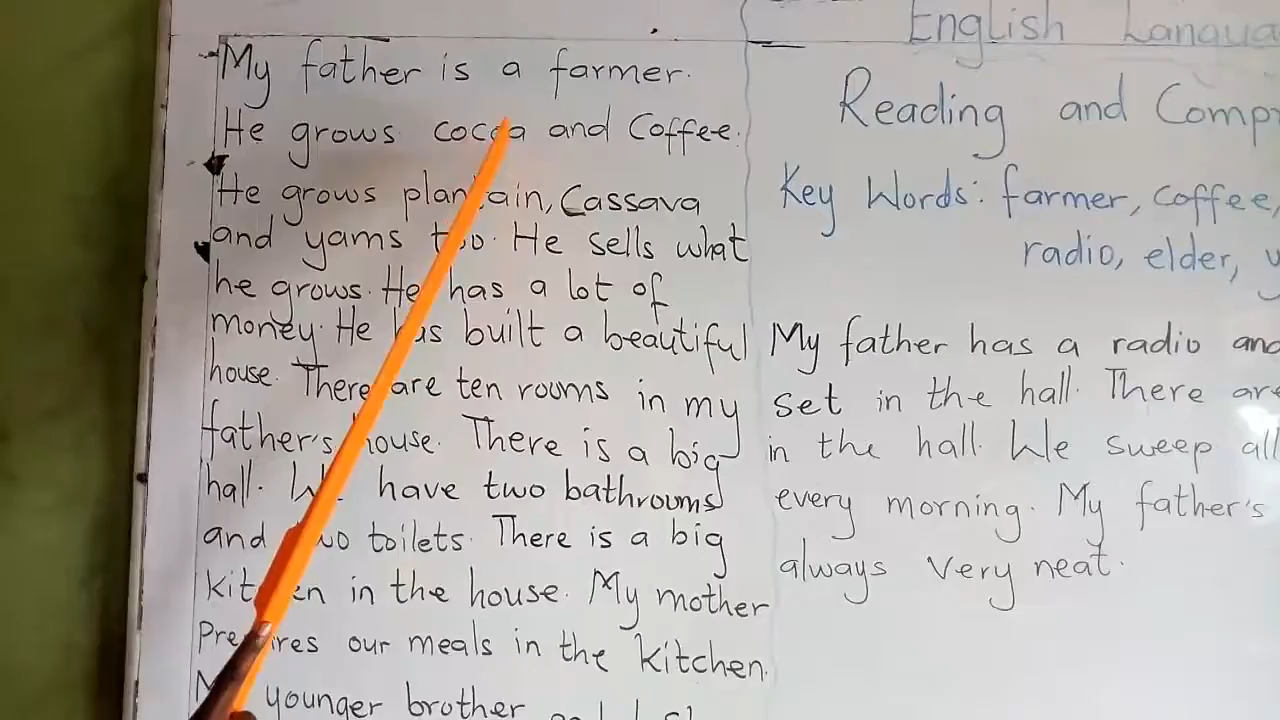 English Langua
Reading and Comp
Key Words: farmer, coffee,
radio, elder,
My father is a farmer.
He grows cocoa and Coffee.
He grows plantain, Cassava
and yams too. He sells what
he grows. He has a lot of
money. He has built a beautiful
house. There are ten rooms in my
father's house. There is a big
hall. We have two bathrooms
and two toilets. There is a big
Kitchen in the house. My mother
Prepares our meals in the kitchen.
My younger brother and
My father has a radio and
set in the hall. There are
in the hall. We sweep all
every morning. My father's
always very neat.